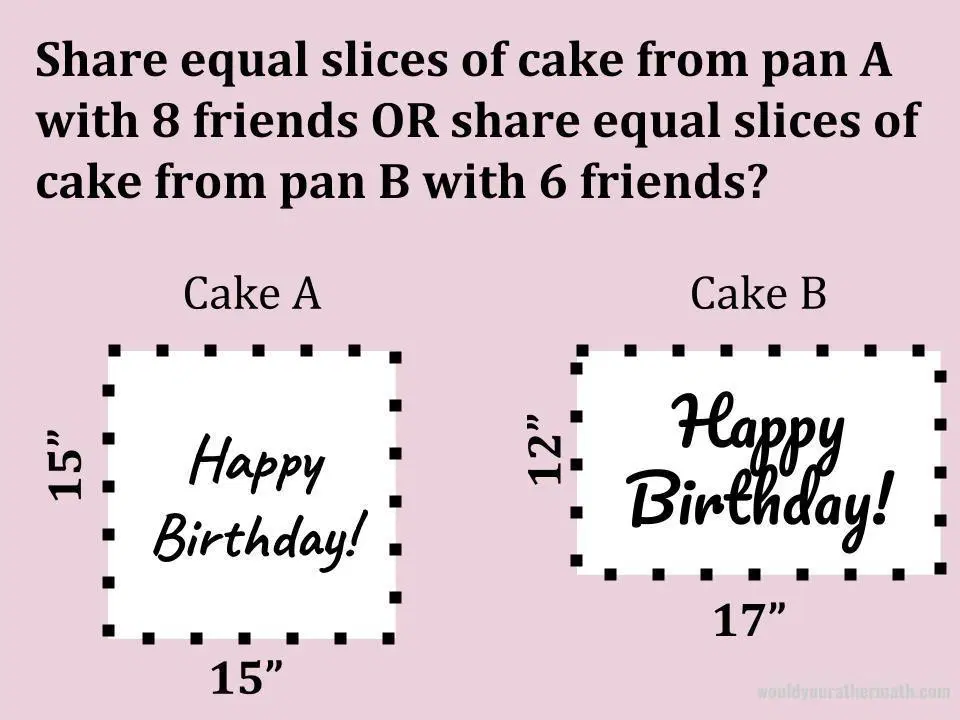 Share equal slices of cake from pan A
with 8 friends OR share equal slices of
cake from pan B with 6 friends?
Cake A
Cake B
15”
Happy
Birthday!
15”
12”
Happy
Birthday!
17”
wouldyourathermath.com